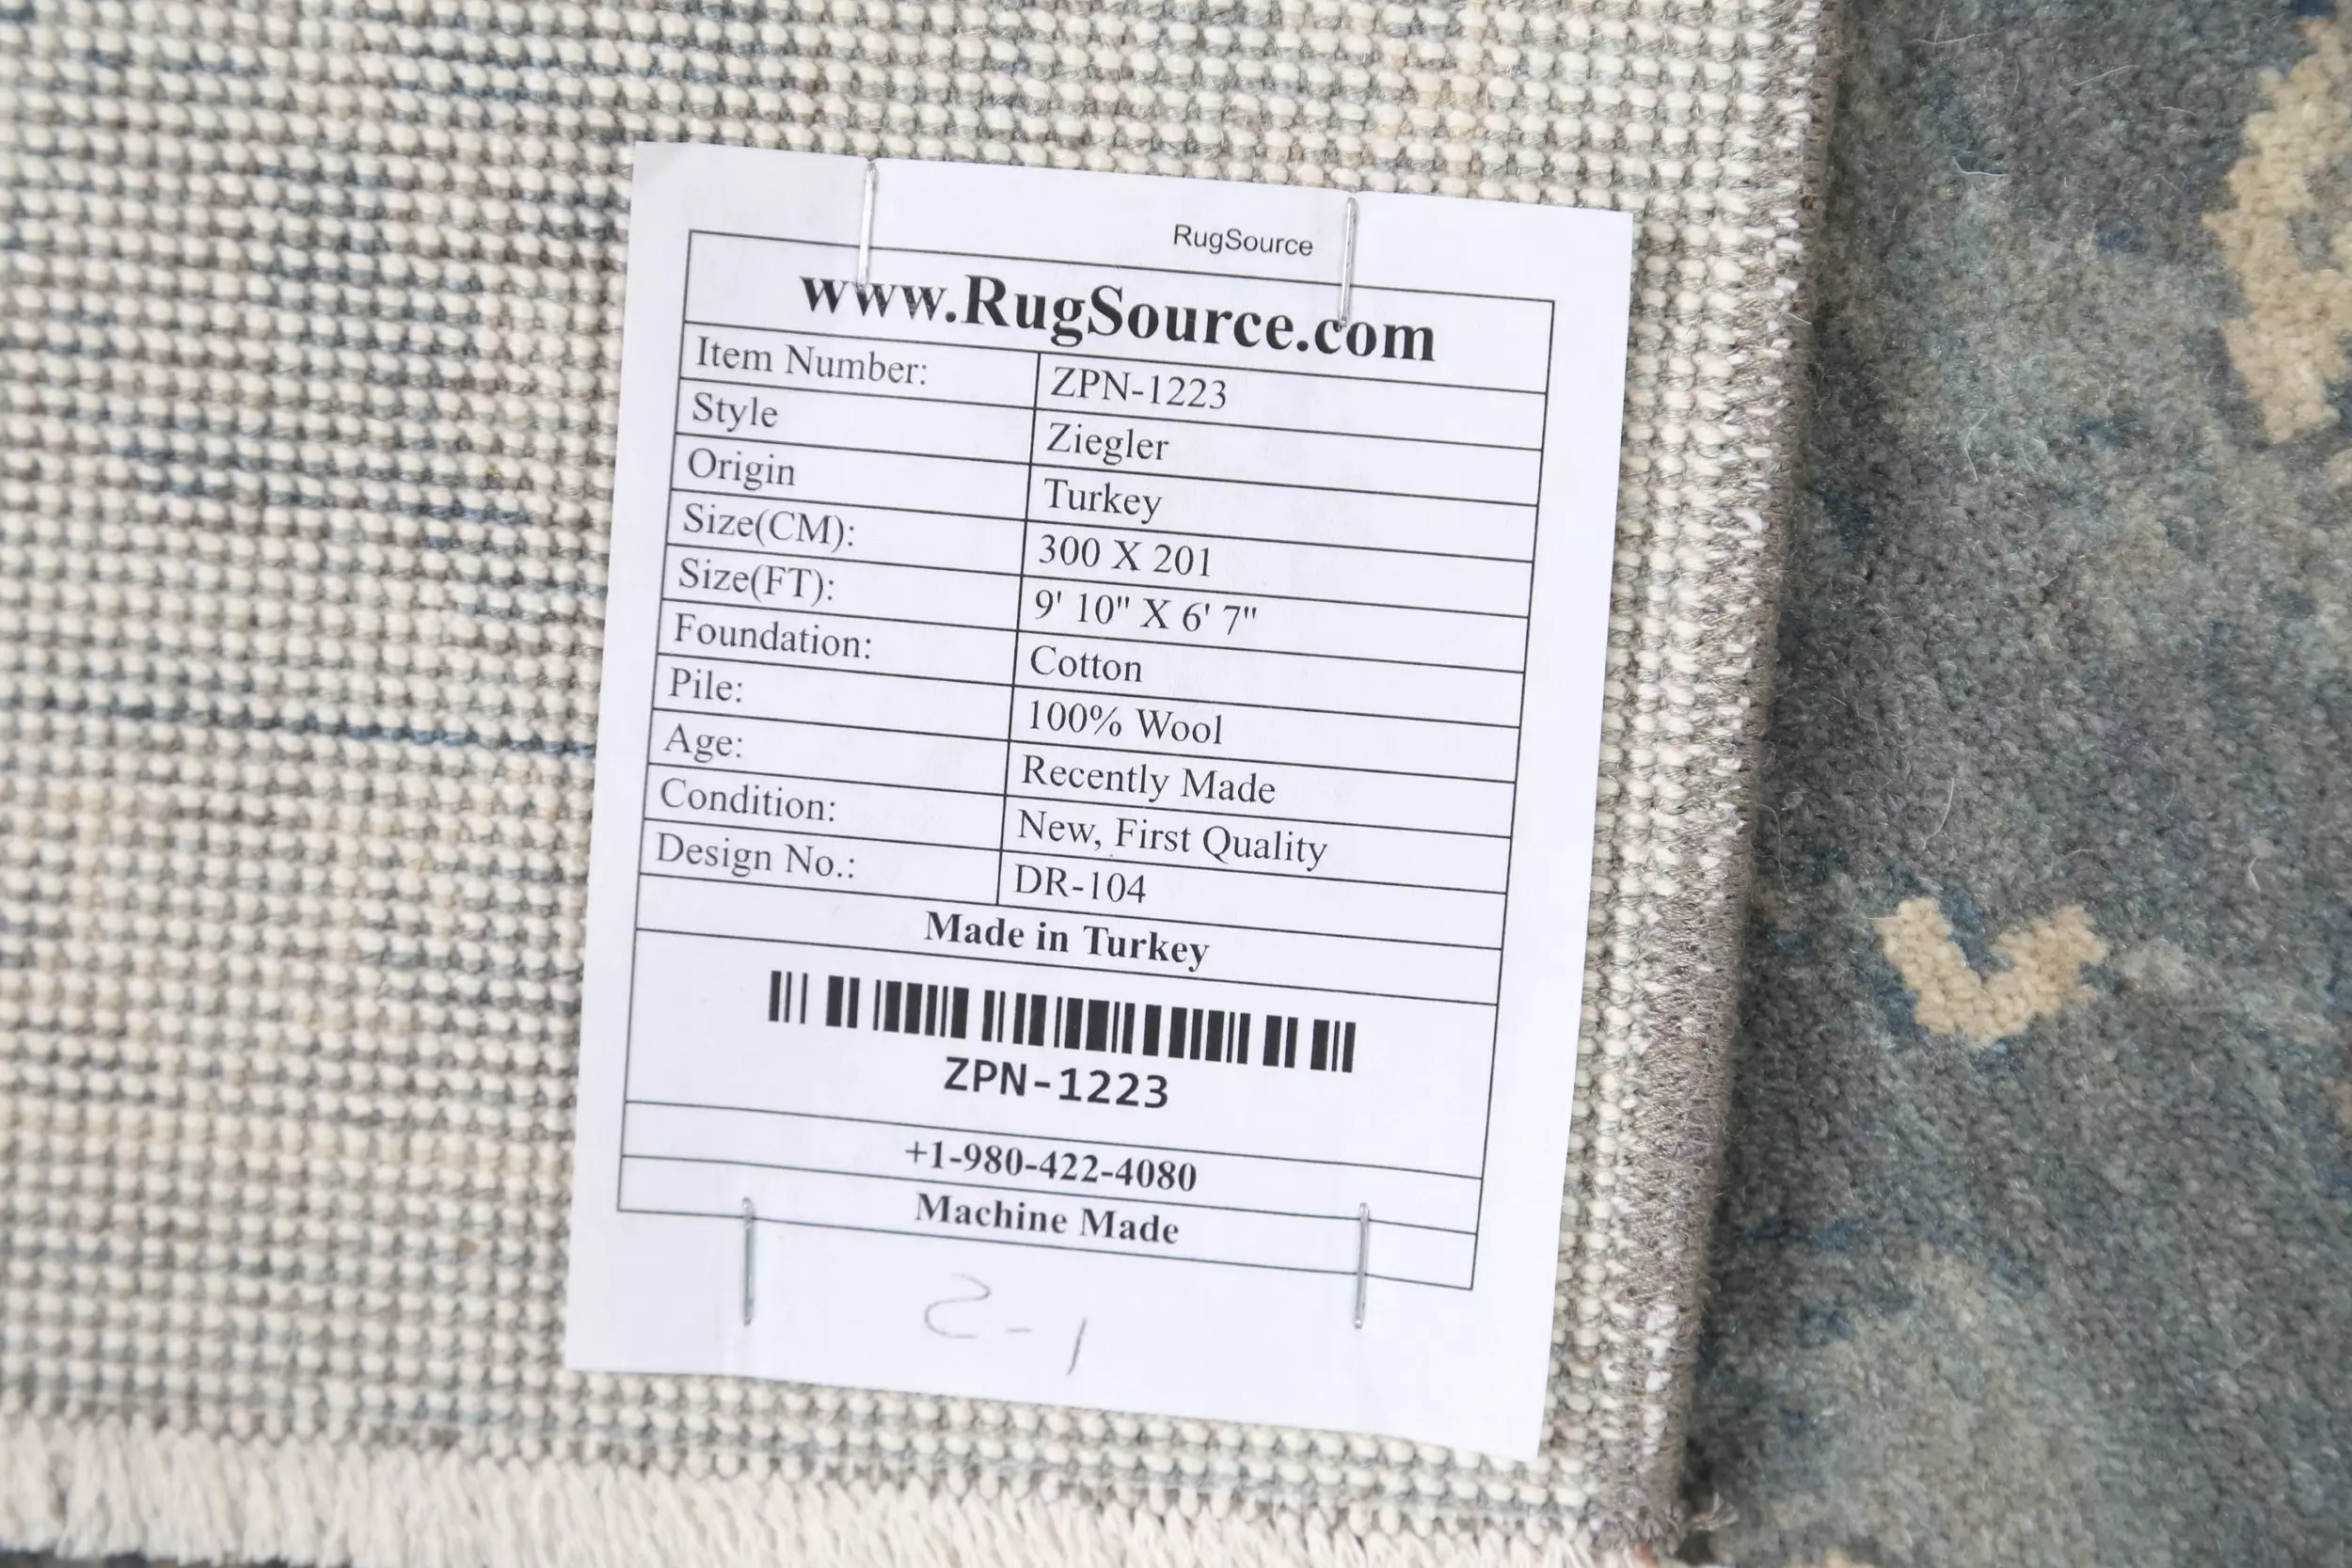 RugSource
www.RugSource.com
Item Number: ZPN-1223
Style Ziegler
Origin Turkey
Size(CM): 300 X 201
Size(FT): 9' 10" X 6' 7"
Foundation: Cotton
Pile: 100% Wool
Age: Recently Made
Condition: New, First Quality
Design No.: DR-104
Made in Turkey
ZPN-1223
+1-980-422-4080
Machine Made